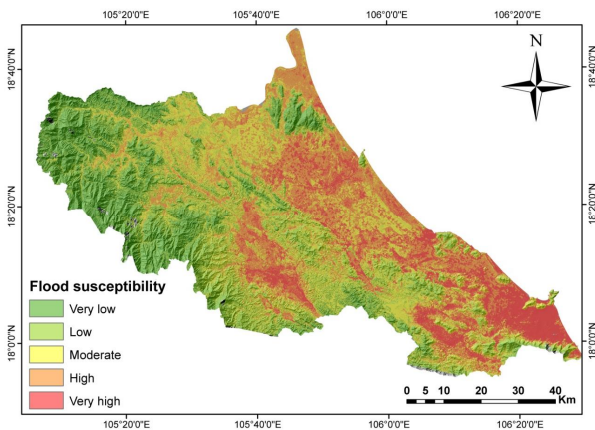 105°20'0"E 105°40'0"E 106°0'0"E 106°20'0"E
N
18°40'0"N 18°40'0"N
18°20'0"N 18°20'0"N
18°0'0"N 18°0'0"N
Flood susceptibility
Very low
Low
Moderate
High
Very high
0 5 10 20 30 40
Km
105°20'0"E 105°40'0"E 106°0'0"E 106°20'0"E